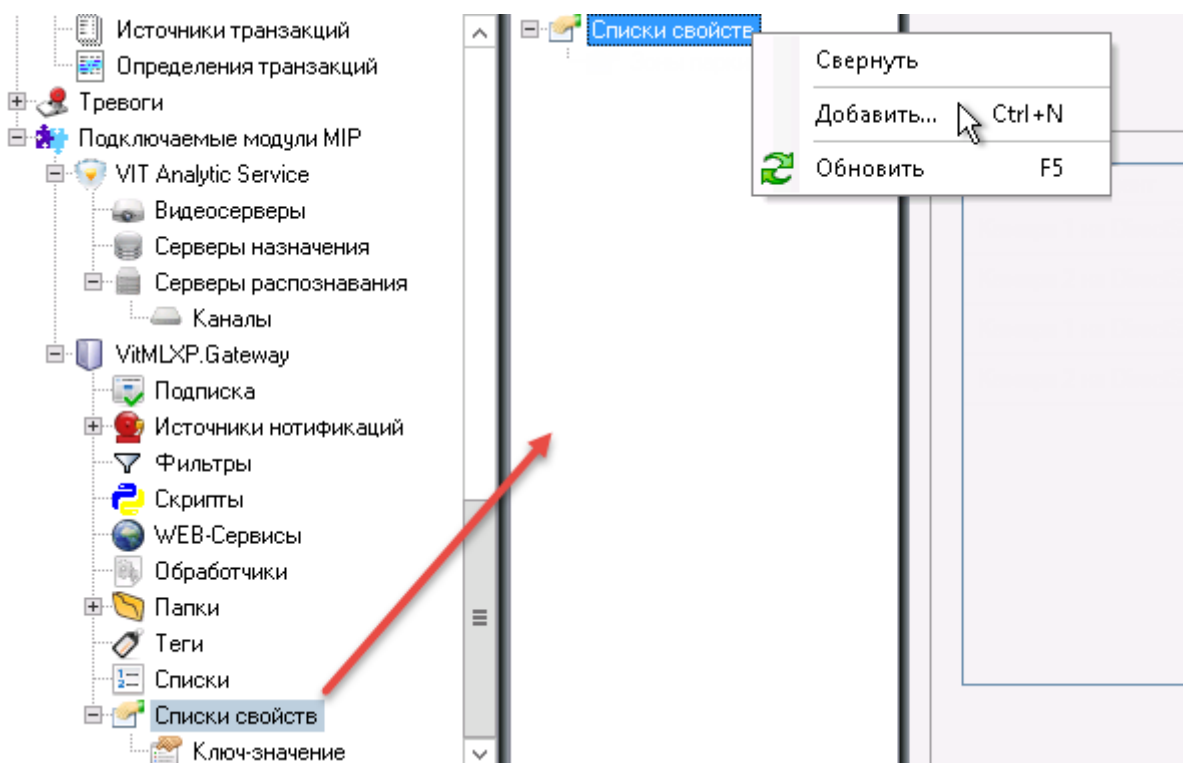 Источники транзакций
Определения транзакций
Тревоги
Подключаемые модули MIP
VIT Analytic Service
Видеосерверы
Серверы назначения
Серверы распознавания
Каналы
VitMLXP.Gateway
Подписка
Источники нотификаций
Фильтры
Скрипты
WEB-Сервисы
Обработчики
Папки
Теги
Списки
Списки свойств
Ключ-значение
Списки свойств
Свернуть
Добавить... Ctrl+N
Обновить F5